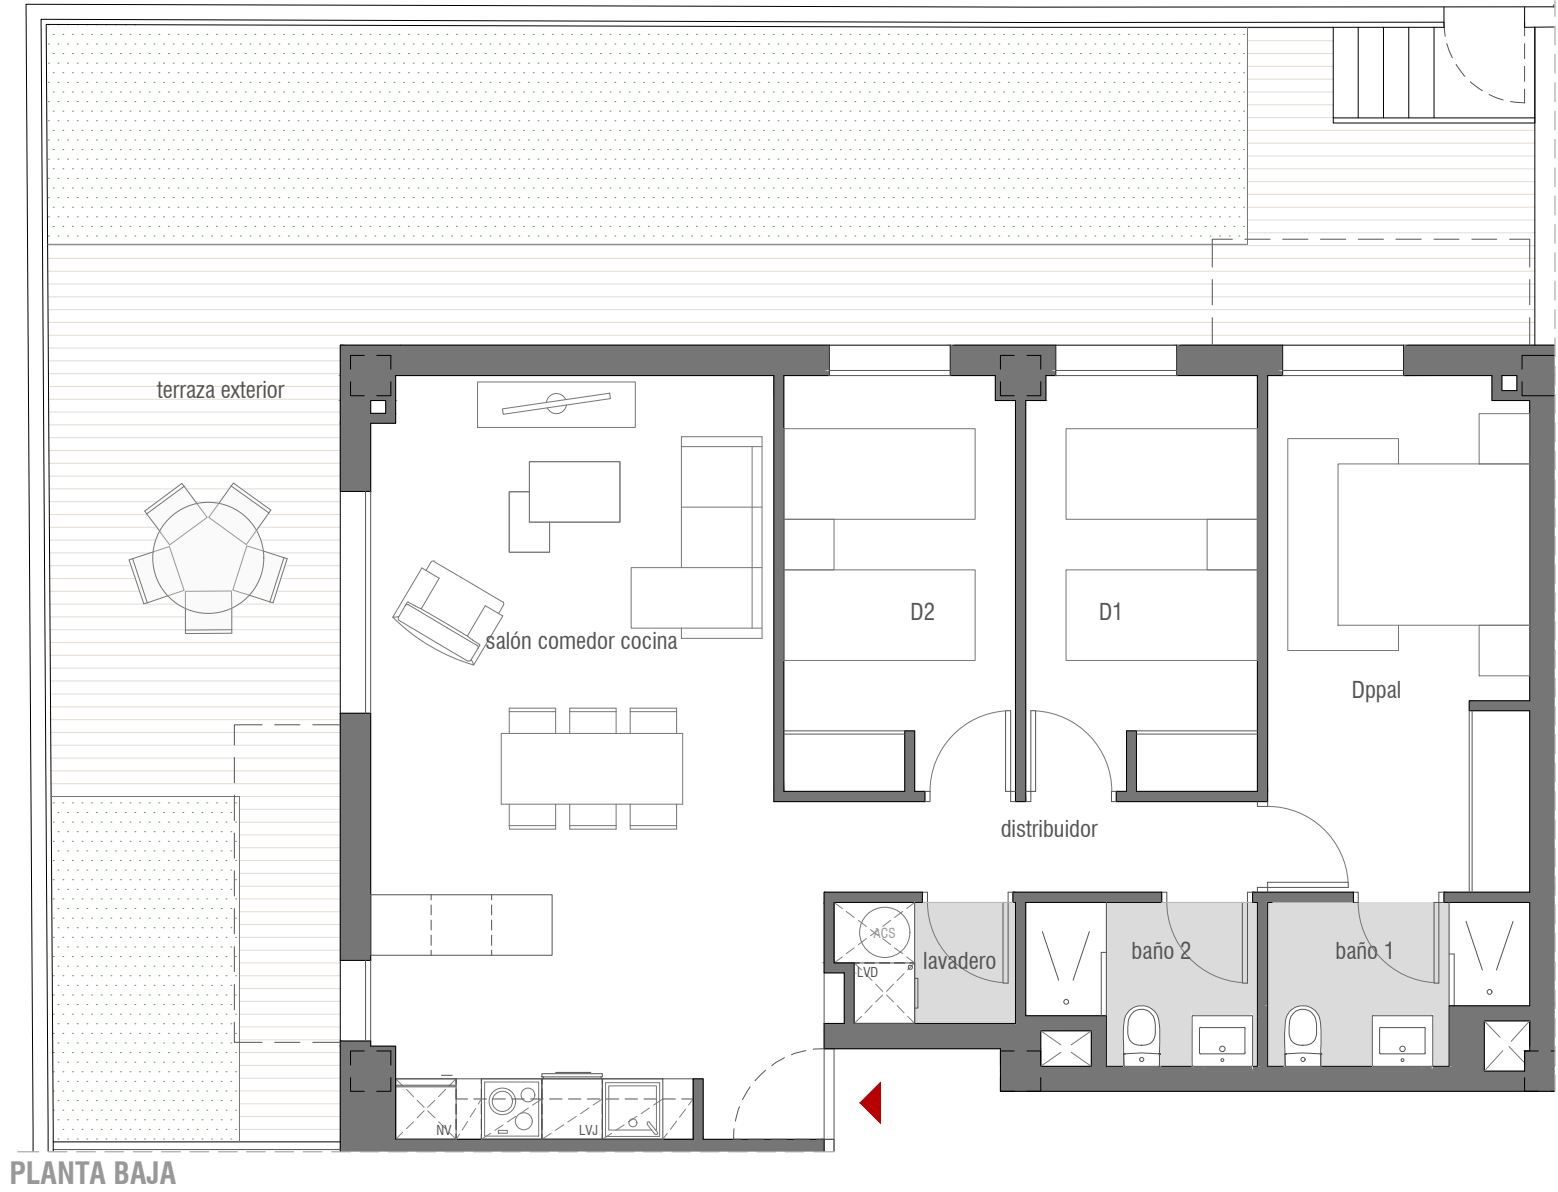 terraza exterior
salón comedor cocina
D2
D1
Dppal
distribuidor
ACS
LVD
lavadero
baño 2
baño 1
NV
LVJ
PLANTA BAJA